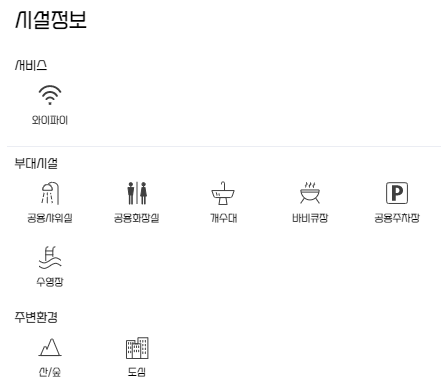 시설정보
서비스
와이파이
부대시설
공용샤워실 공용화장실 개수대 바비큐장 공용주차장
수영장
주변환경
산/숲 도심